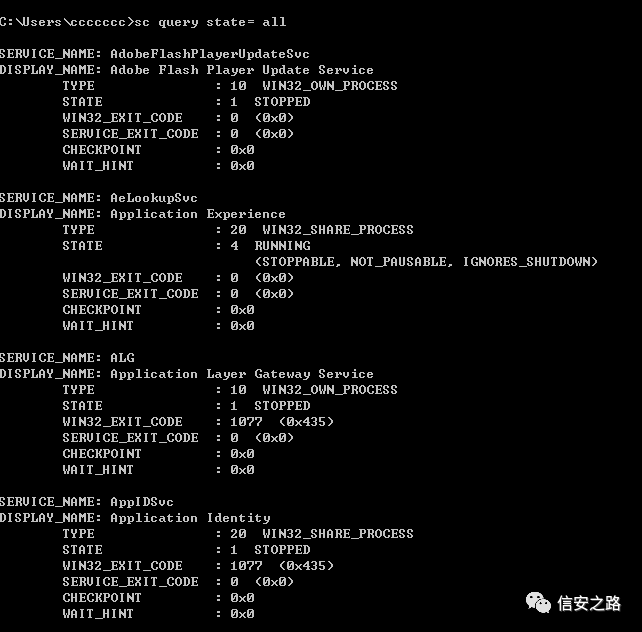 C:\Users\ccccccc>sc query state= all
SERVICE_NAME: AdobeFlashPlayerUpdateSvc
DISPLAY_NAME: Adobe Flash Player Update Service
TYPE : 10 WIN32_OWN_PROCESS
STATE : 1 STOPPED
WIN32_EXIT_CODE : 0 (0x0)
SERVICE_EXIT_CODE : 0 (0x0)
CHECKPOINT : 0x0
WAIT_HINT : 0x0
SERVICE_NAME: AeLookupSvc
DISPLAY_NAME: Application Experience
TYPE : 20 WIN32_SHARE_PROCESS
STATE : 4 RUNNING
(STOPPABLE, NOT_PAUSABLE, IGNORES_SHUTDOWN)
WIN32_EXIT_CODE : 0 (0x0)
SERVICE_EXIT_CODE : 0 (0x0)
CHECKPOINT : 0x0
WAIT_HINT : 0x0
SERVICE_NAME: ALG
DISPLAY_NAME: Application Layer Gateway Service
TYPE : 10 WIN32_OWN_PROCESS
STATE : 1 STOPPED
WIN32_EXIT_CODE : 1077 (0x435)
SERVICE_EXIT_CODE : 0 (0x0)
CHECKPOINT : 0x0
WAIT_HINT : 0x0
SERVICE_NAME: AppIDSvc
DISPLAY_NAME: Application Identity
TYPE : 20 WIN32_SHARE_PROCESS
STATE : 1 STOPPED
WIN32_EXIT_CODE : 1077 (0x435)
SERVICE_EXIT_CODE : 0 (0x0)
CHECKPOINT : 0x0
WAIT_HINT : 0x0
信安之路